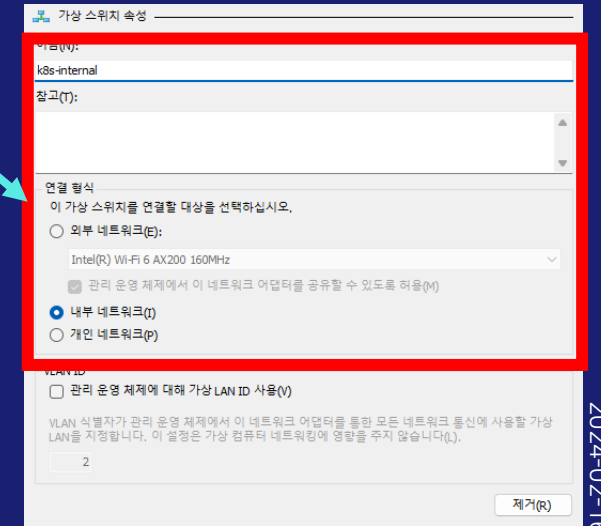 가상 스위치 속성
이름(N):
k8s-internal
참고(T):
연결 형식
이 가상 스위치를 연결할 대상을 선택하십시오.
외부 네트워크(E):
Intel(R) Wi-Fi 6 AX200 160MHz
관리 운영 체제에서 이 네트워크 어댑터를 공유할 수 있도록 허용(M)
내부 네트워크(I)
개인 네트워크(P)
VLAN ID
관리 운영 체제에 대해 가상 LAN ID 사용(V)
VLAN 식별자가 관리 운영 체제에서 이 네트워크 어댑터를 통한 모든 네트워크 통신에 사용할 가상
LAN을 지정합니다. 이 설정은 가상 컴퓨터 네트워킹에 영향을 주지 않습니다(L).
2
제거(R)